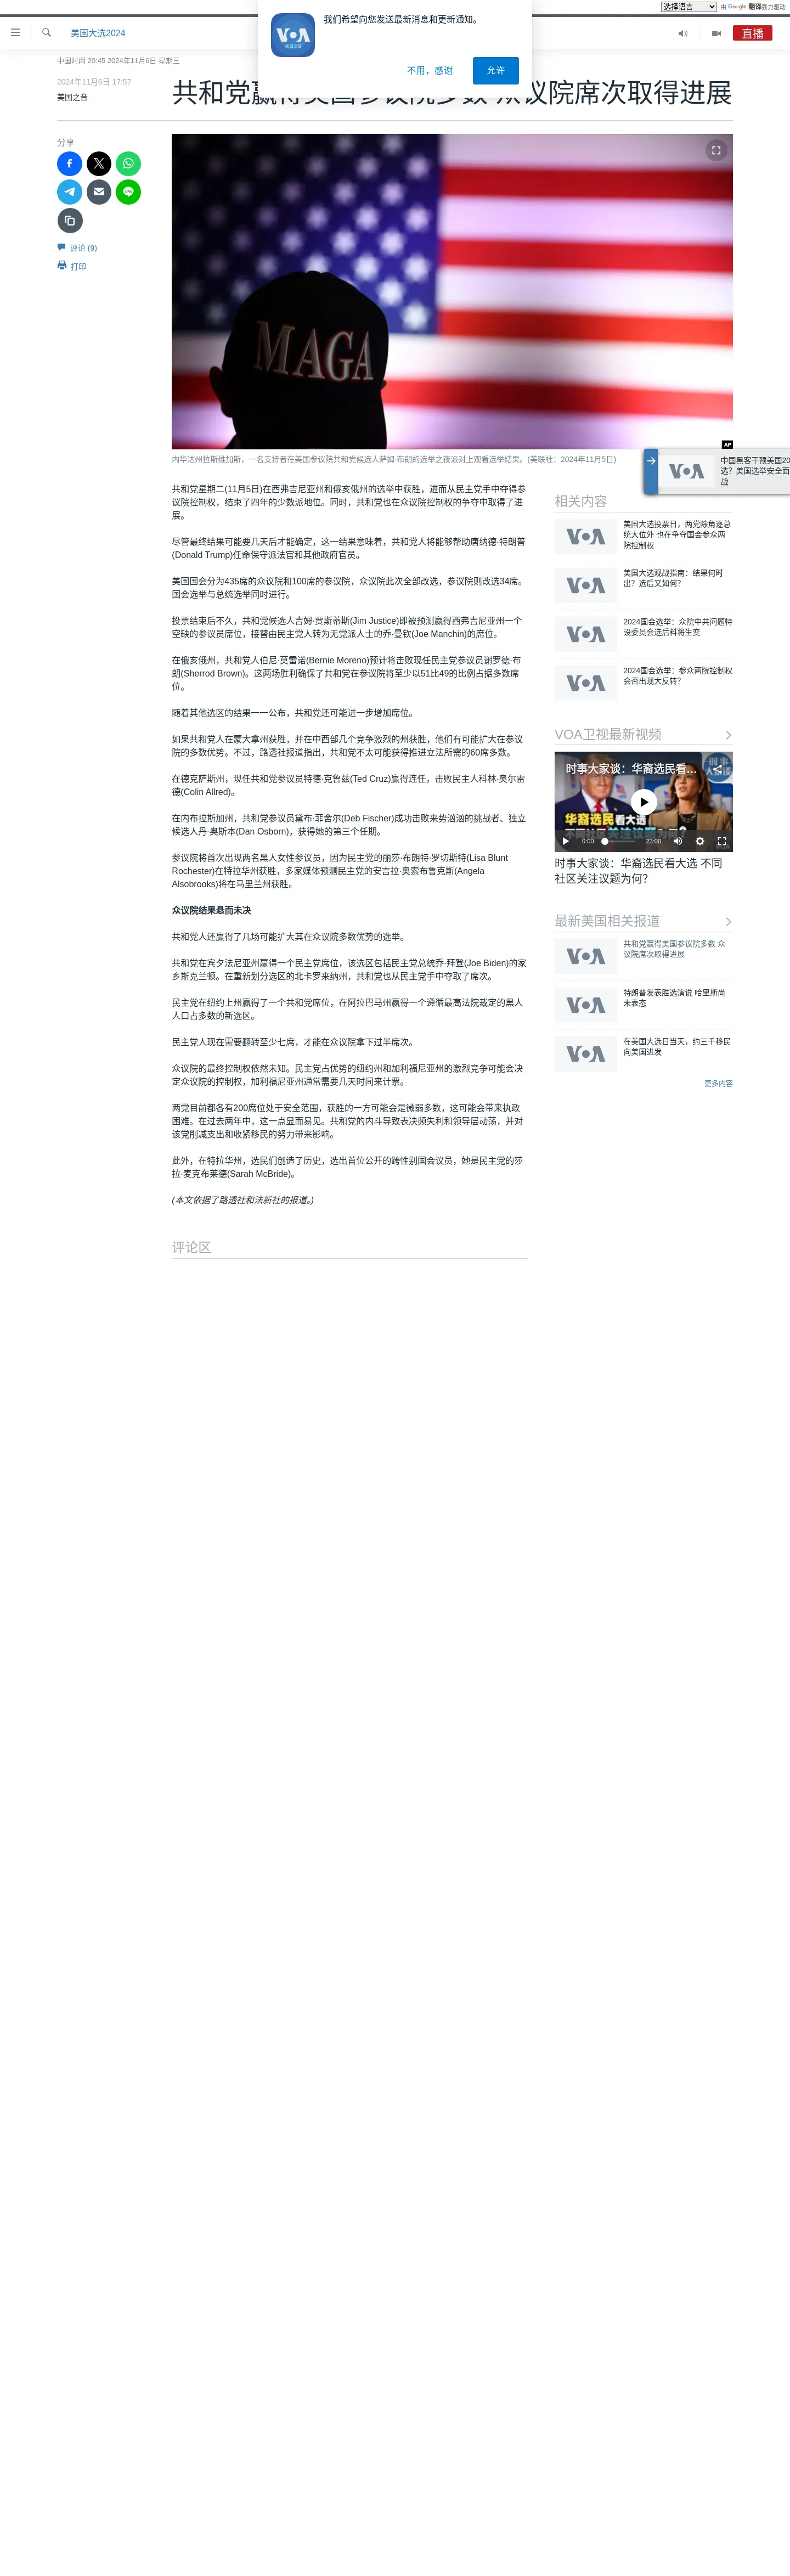 选择语言 由 Google 翻译强力驱动
我们希望向您发送最新消息和更新通知。
VOA
美国之音
不用，感谢
允许
美国大选2024
直播
中国时间 20:45 2024年11月6日 星期三
2024年11月6日 17:57
美国之音
共和党赢得美国参议院多数 众议院席次取得进展
分享
评论 (9)
打印
MAGA
AP
内华达州拉斯维加斯，一名支持者在美国参议院共和党候选人萨姆·布朗的选举之夜派对上观看选举结果。(美联社：2024年11月5日)
VOA
中国黑客干预美国20
选？美国选举安全面
战
共和党星期二(11月5日)在西弗吉尼亚州和俄亥俄州的选举中获胜，进而从民主党手中夺得参
议院控制权，结束了四年的少数派地位。同时，共和党也在众议院控制权的争夺中取得了进
展。
尽管最终结果可能要几天后才能确定，这一结果意味着，共和党人将能够帮助唐纳德·特朗普
(Donald Trump)任命保守派法官和其他政府官员。
美国国会分为435席的众议院和100席的参议院，众议院此次全部改选，参议院则改选34席。
国会选举与总统选举同时进行。
投票结束后不久，共和党候选人吉姆·贾斯蒂斯(Jim Justice)即被预测赢得西弗吉尼亚州一个
空缺的参议员席位，接替由民主党人转为无党派人士的乔·曼钦(Joe Manchin)的席位。
在俄亥俄州，共和党人伯尼·莫雷诺(Bernie Moreno)预计将击败现任民主党参议员谢罗德·布
朗(Sherrod Brown)。这两场胜利确保了共和党在参议院将至少以51比49的比例占据多数席
位。
随着其他选区的结果一一公布，共和党还可能进一步增加席位。
如果共和党人在蒙大拿州获胜，并在中西部几个竞争激烈的州获胜，他们有可能扩大在参议
院的多数优势。不过，路透社报道指出，共和党不太可能获得推进立法所需的60席多数。
在德克萨斯州，现任共和党参议员特德·克鲁兹(Ted Cruz)赢得连任，击败民主人科林·奥尔雷
德(Colin Allred)。
在内布拉斯加州，共和党参议员黛布·菲舍尔(Deb Fischer)成功击败来势汹汹的挑战者、独立
候选人丹·奥斯本(Dan Osborn)，获得她的第三个任期。
参议院将首次出现两名黑人女性参议员，因为民主党的丽莎·布朗特·罗切斯特(Lisa Blunt
Rochester)在特拉华州获胜，多家媒体预测民主党的安吉拉·奥索布鲁克斯(Angela
Alsobrooks)将在马里兰州获胜。
众议院结果悬而未决
共和党人还赢得了几场可能扩大其在众议院多数优势的选举。
共和党在宾夕法尼亚州赢得一个民主党席位，该选区包括民主党总统乔·拜登(Joe Biden)的家
乡斯克兰顿。在重新划分选区的北卡罗来纳州，共和党也从民主党手中夺取了席次。
民主党在纽约上州赢得了一个共和党席位，在阿拉巴马州赢得一个遵循最高法院裁定的黑人
人口占多数的新选区。
民主党人现在需要翻转至少七席，才能在众议院拿下过半席次。
众议院的最终控制权依然未知。民主党占优势的纽约州和加利福尼亚州的激烈竞争可能会决
定众议院的控制权，加利福尼亚州通常需要几天时间来计票。
两党目前都各有200席位处于安全范围，获胜的一方可能会是微弱多数，这可能会带来执政
困难。在过去两年中，这一点显而易见。共和党的内斗导致表决频失利和领导层动荡，并对
该党削减支出和收紧移民的努力带来影响。
此外，在特拉华州，选民们创造了历史，选出首位公开的跨性别国会议员，她是民主党的莎
拉·麦克布莱德(Sarah McBride)。
(本文依据了路透社和法新社的报道。)
评论区
相关内容
VOA
美国大选投票日，两党除角逐总
统大位外 也在争夺国会参众两
院控制权
VOA
美国大选观战指南：结果何时
出？选后又如何？
VOA
2024国会选举：众院中共问题特
设委员会选后料将生变
VOA
2024国会选举：参众两院控制权
会否出现大反转？
VOA卫视最新视频
时事大家谈：华裔选民看...
华裔选民看大选
0:00
23:00
时事大家谈：华裔选民看大选 不同
社区关注议题为何？
最新美国相关报道
VOA
共和党赢得美国参议院多数 众
议院席次取得进展
VOA
特朗普发表胜选演说 哈里斯尚
未表态
VOA
在美国大选日当天，约三千移民
向美国进发
更多内容